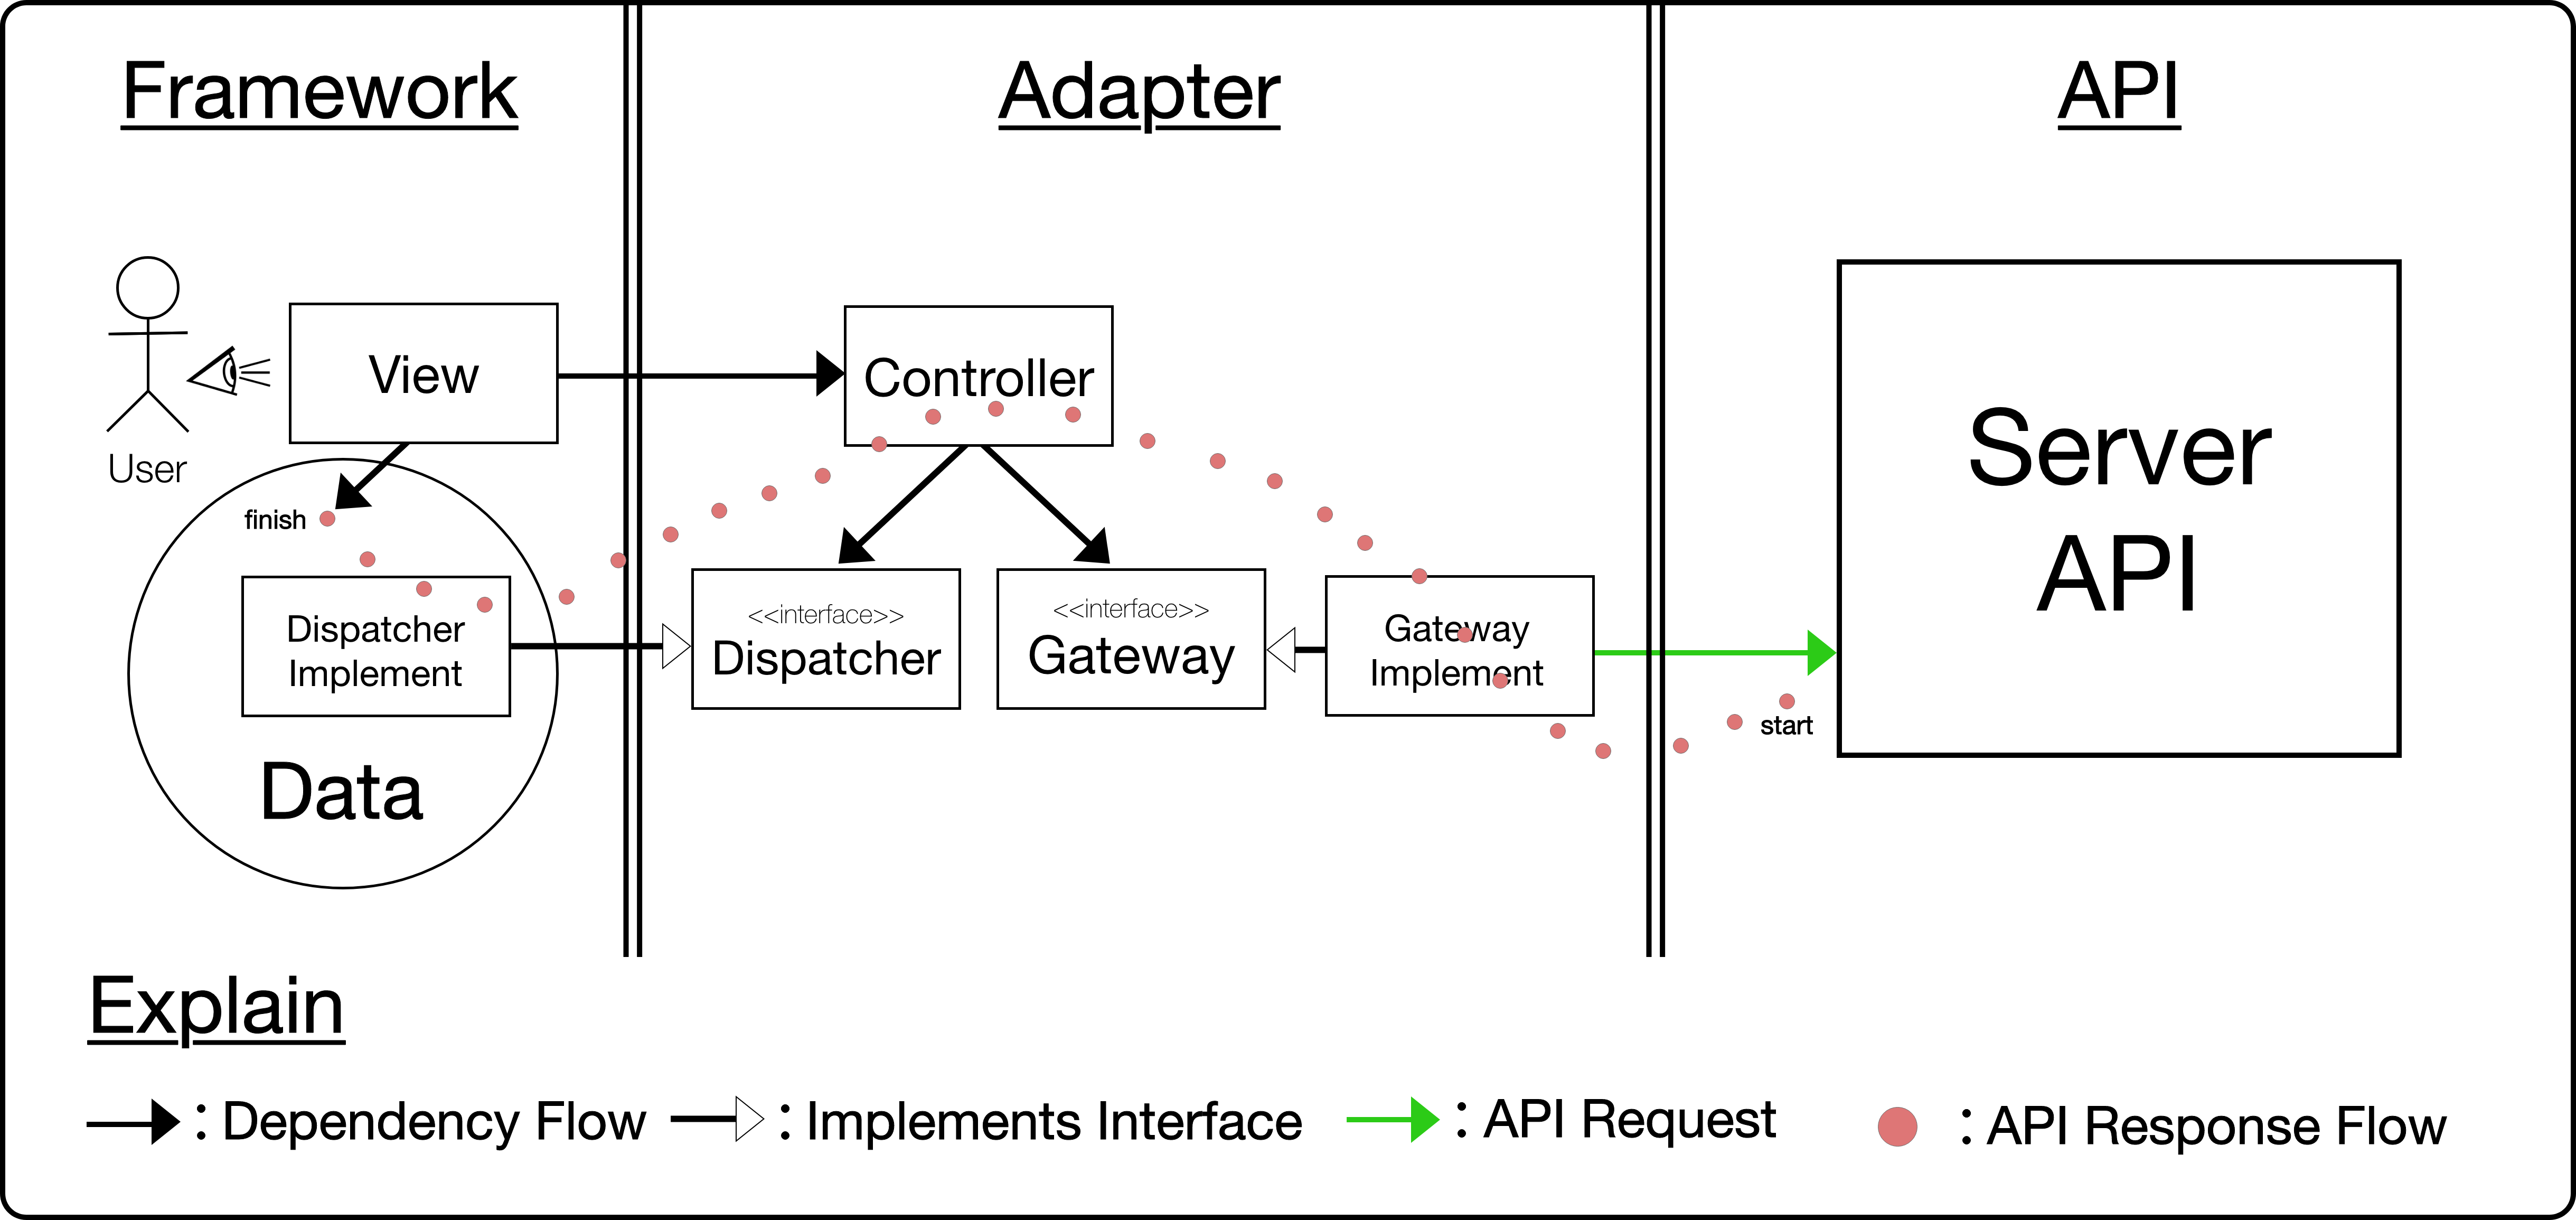 Framework
Adapter
API
User
View
Controller
finish
Dispatcher
Implement
Data
<<interface>>
Dispatcher
<<interface>>
Gateway
Gateway
Implement
start
Server
API
Explain
: Dependency Flow
: Implements Interface
: API Request
: API Response Flow